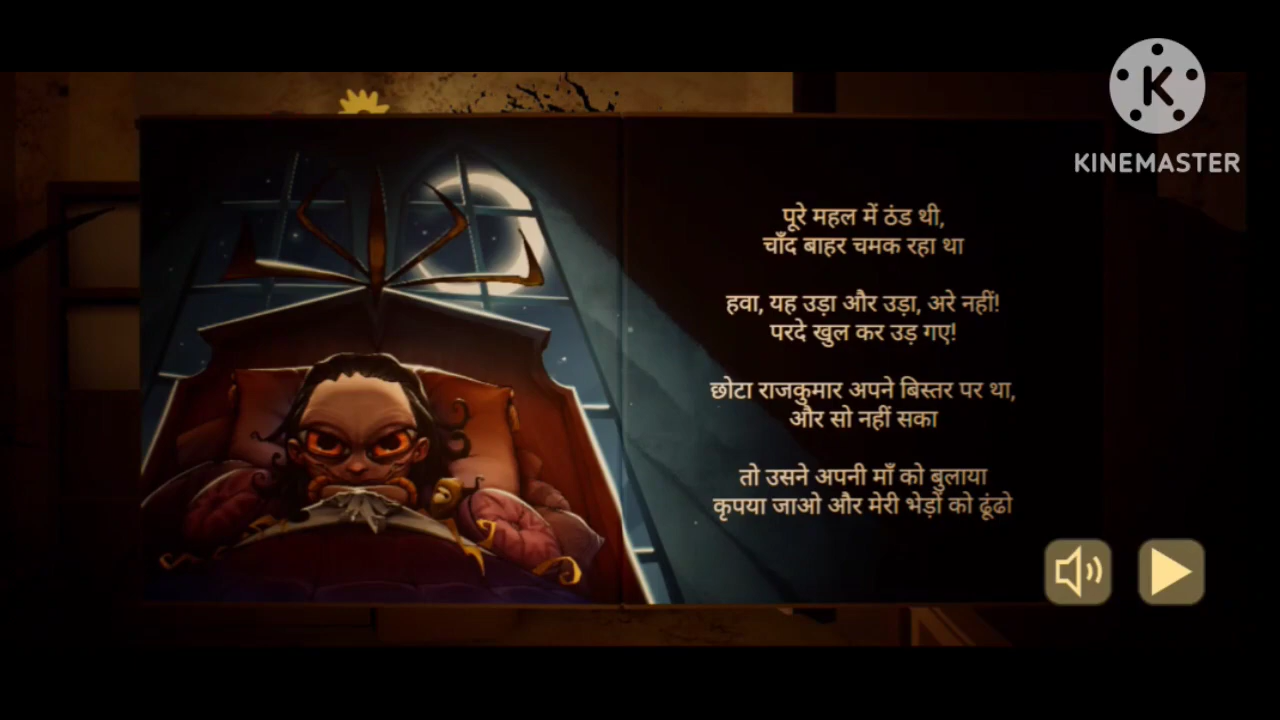 KINEMASTER
पूरे महल में ठंड थी,
चाँद बाहर चमक रहा था
हवा, यह उड़ा और उड़ा, अरे नहीं!
परदे खुल कर उड़ गए!
छोटा राजकुमार अपने बिस्तर पर था,
और सो नहीं सका
तो उसने अपनी माँ को बुलाया
कृपया जाओ और मेरी भेड़ों को ढूंढो